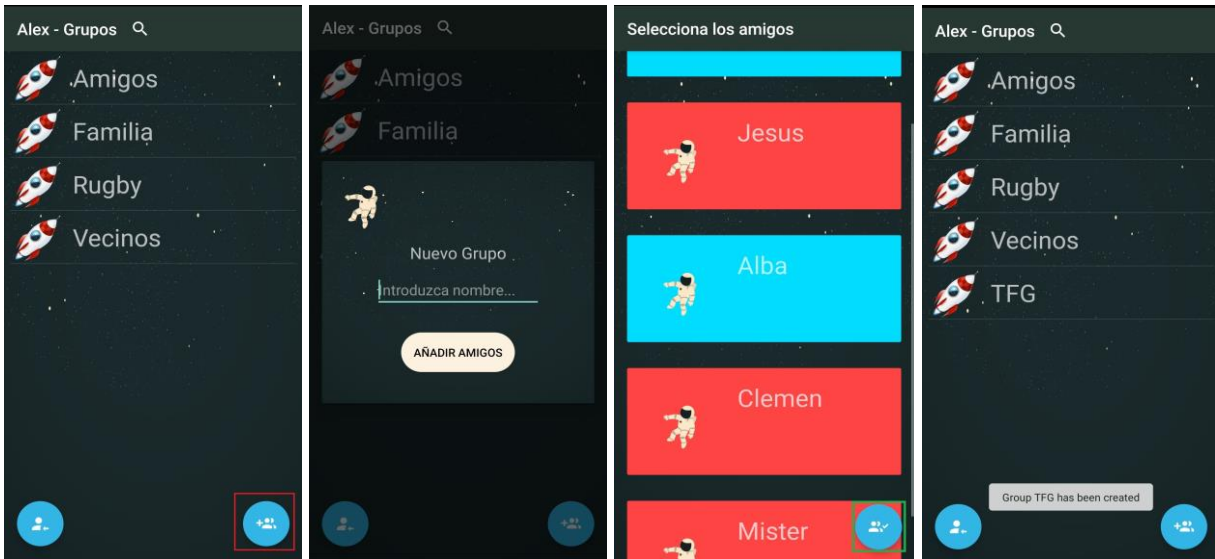 Alex - Grupos
Amigos
Familia
Rugby
Vecinos
Alex - Grupos
Amigos
Familia
Nuevo Grupo
Introduzca nombre...
AÑADIR AMIGOS
Selecciona los amigos
Jesus
Alba
Clemen
Mister
Alex - Grupos
Amigos
Familia
Rugby
Vecinos
TFG
Group TFG has been created